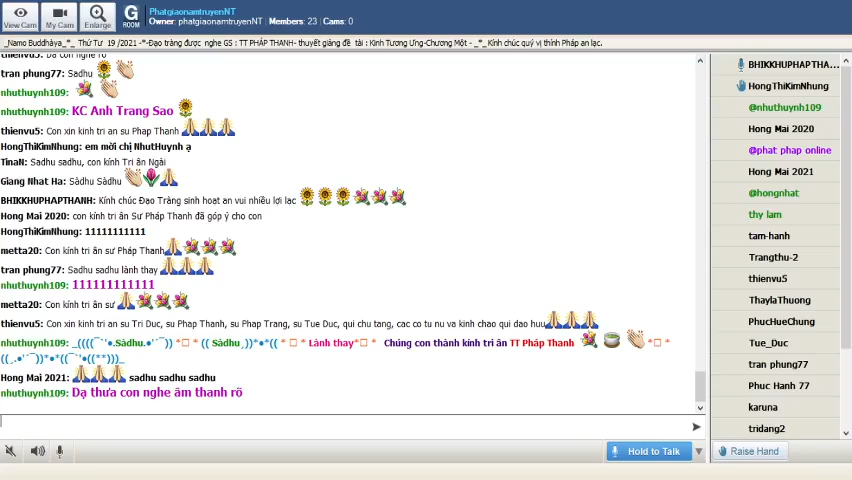 View Cam
My Cam
Enlarge
G
ROOM
PhatgiaonamtruyenNT
Owner: phatgiaonamtruyenNT | Members: 23 | Cams: 0
_Namo Buddhàya_*_ Thứ Tư 19 /2021 -*-Đạo tràng được nghe GS : TT PHÁP THANH- thuyết giảng đề tài : Kinh Tương Ưng-Chương Một - _*_ Kính chúc quý vị thính Pháp an lạc.
thienvu5: Da con nghe ro
tran phung77: Sadhu
nhuthuynh109:
nhuthuynh109: KC Anh Trang Sao
thienvu5: Con xin kinh tri an su Phap Thanh
HongThiKimNhung: em mời chị NhutHuynh ạ
TinaN: Sadhu sadhu, con kính Tri ân Ngài
Giang Nhat Ha: Sàdhu Sàdhu
BHIKKHUPHAPTHANH: Kính chúc Đạo Tràng sinh hoạt an vui nhiều lợi lạc
Hong Mai 2020: con kính tri ân Sư Pháp Thanh đã góp ý cho con
HongThiKimNhung: 11111111111
metta20: Con kính tri ân sư Pháp Thanh
tran phung77: Sadhu sadhu lành thay
nhuthuynh109: 111111111111
metta20: Con kính tri ân sư
thienvu5: Con xin kinh tri an su Tri Duc, su Phap Thanh, su Phap Trang, su Tue Duc, qui chu tang, cac co tu nu va kinh chao qui dao huu
nhuthuynh109: _((((¯`'•.Sàdhu.•'´¯)) *□ * (( Sàdhu¸))*•*(( * □ * Lành thay*□ * Chúng con thành kính tri ân TT Pháp Thanh *□ *
((¸.•'´¯))*•*((¯`'•((**)))_
Hong Mai 2021: sadhu sadhu sadhu
nhuthuynh109: Dạ thưa con nghe âm thanh rõ
Hold to Talk
BHIKKHUPHAPTHA...
HongThiKimNhung
@nhuthuynh109
Hong Mai 2020
@phat phap online
Hong Mai 2021
@hongnhat
thy lam
tam-hanh
Trangthu-2
thienvu5
ThaylaThuong
PhucHueChung
Tue_Duc
tran phung77
Phuc Hanh 77
karuna
tridang2
Raise Hand